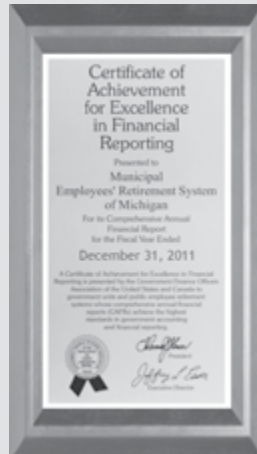 Certificate of
Achievement
for Excellence
in Financial
Reporting
Presented to
Municipal
Employees' Retirement System
of Michigan
For its Comprehensive Annual
Financial Report
for the Fiscal Year Ended
December 31, 2011
A Certificate of Achievement for Excellence in Financial
Reporting is presented by the Government Finance Officers
Association of the United States and Canada to
government units and public employee retirement
systems whose comprehensive annual financial
reports (CAFRs) achieve the highest
standards in government accounting
and financial reporting.
President
Executive Director